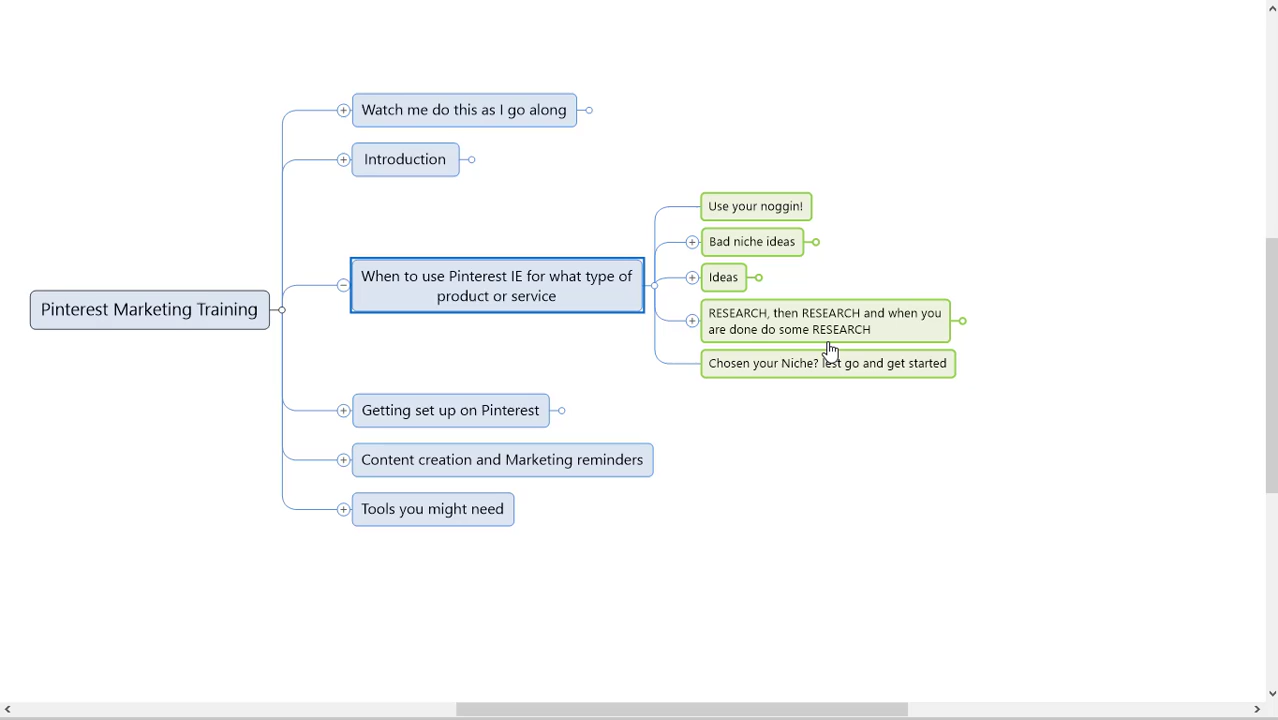 Watch me do this as I go along
Introduction
Use your noggin!
Bad niche ideas
Ideas
When to use Pinterest IE for what type of
product or service
Pinterest Marketing Training
RESEARCH, then RESEARCH and when you
are done do some RESEARCH
Chosen your Niche? lest go and get started
Getting set up on Pinterest
Content creation and Marketing reminders
Tools you might need